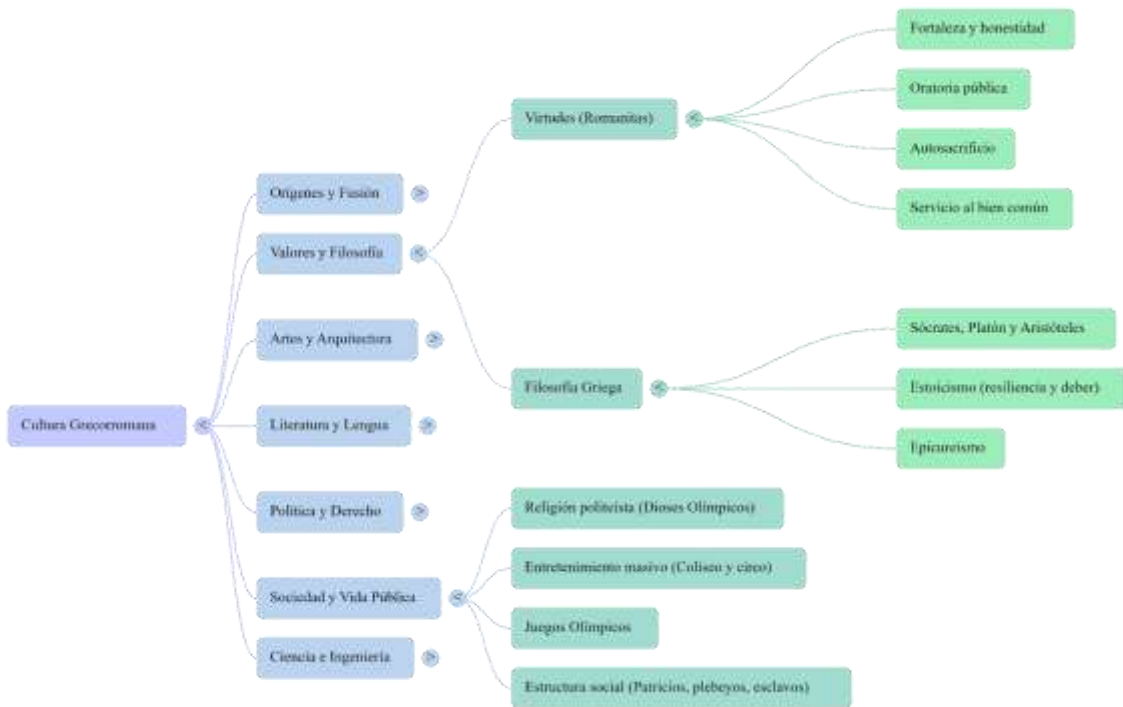 Cultura Grecorromana
Orígenes y Fusión
Valores y Filosofía
Virtudes (Romanitas)
Fortaleza y honestidad
Oratoria pública
Autosacrificio
Servicio al bien común
Filosofía Griega
Sócrates, Platón y Aristóteles
Estoicismo (resiliencia y deber)
Epicureísmo
Artes y Arquitectura
Literatura y Lengua
Política y Derecho
Sociedad y Vida Pública
Religión politeísta (Dioses Olímpicos)
Entretenimiento masivo (Coliseo y circo)
Juegos Olímpicos
Estructura social (Patricios, plebeyos, esclavos)
Ciencia e Ingeniería